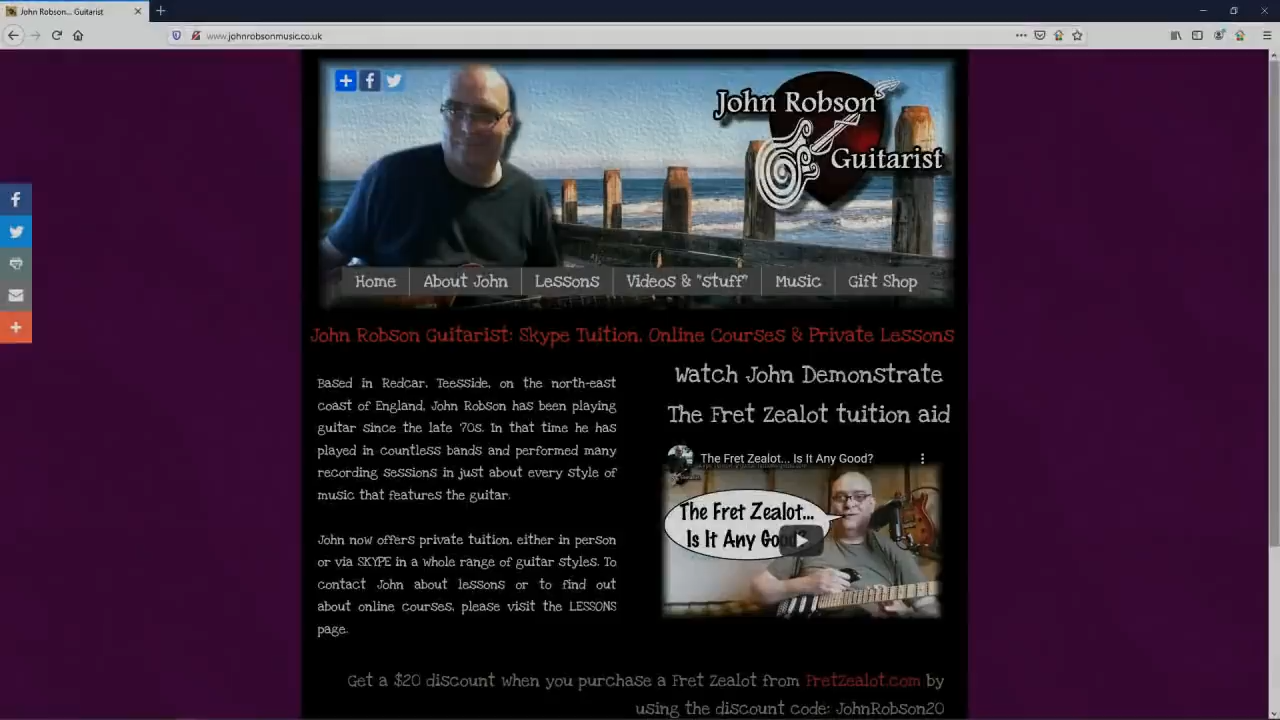 John Robson... Guitarist
www.johnrobsonmusic.co.uk
John Robson
Guitarist
Home
About John
Lessons
Videos & "stuff"
Music
Gift Shop
John Robson Guitarist: Skype Tuition, Online Courses & Private Lessons
Based in Redcar, Teesside, on the north-east
coast of England, John Robson has been playing
guitar since the late 70s. In that time he has
played in countless bands and performed many
recording sessions in just about every style of
music that features the guitar.
John now offers private tuition, either in person
or via SKYPE in a whole range of guitar styles. To
contact John about lessons or to find out
about online courses, please visit the LESSONS
page.
Watch John Demonstrate
The Fret Zealot tuition aid
The Fret Zealot... Is It Any Good?
The Fret Zealot...
Is It Any Good?
Get a $20 discount when you purchase a Fret Zealot from FretZealot.com by
using the discount code: JohnRobson20